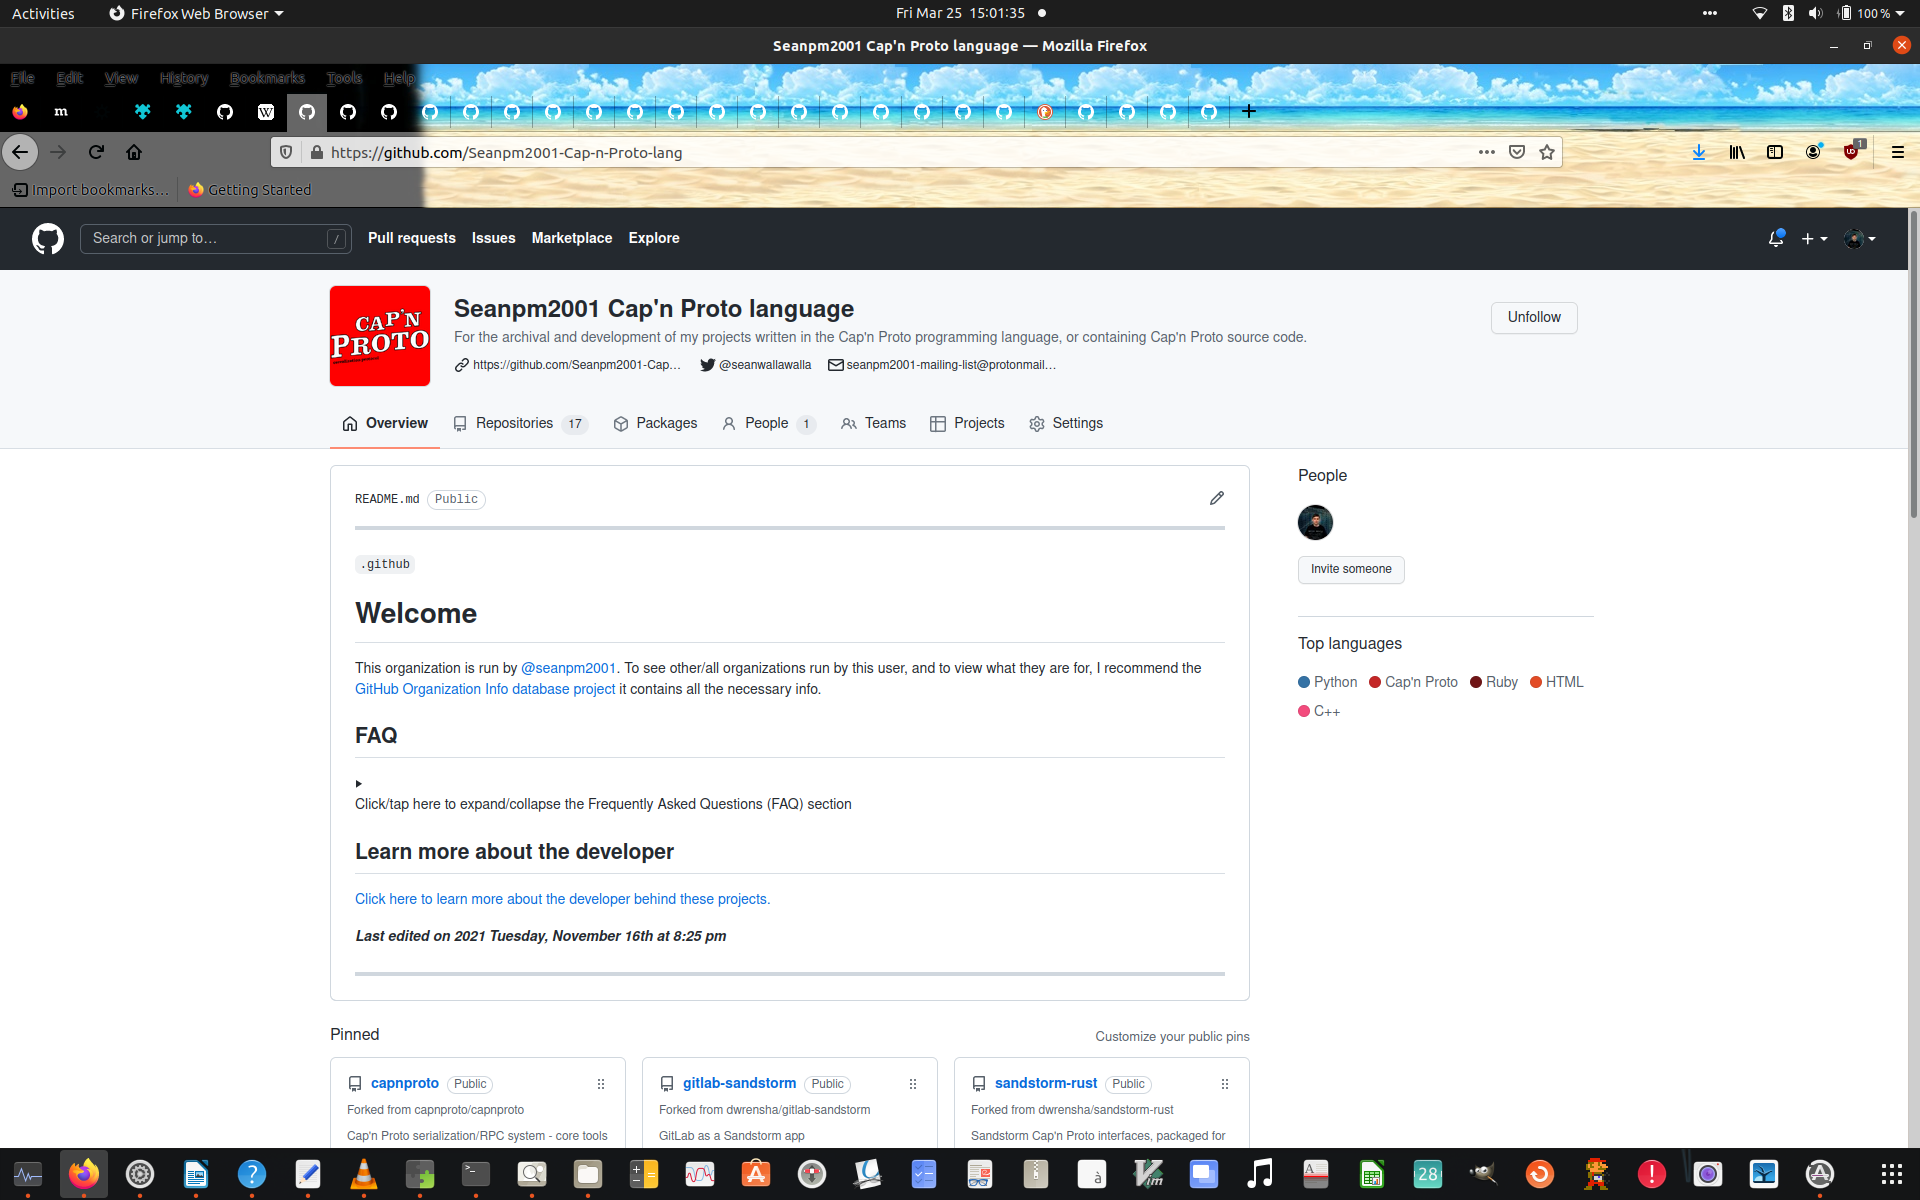 Activities
Firefox Web Browser
Fri Mar 25 15:01:35
100 %
Seanpm2001 Cap'n Proto language — Mozilla Firefox
File Edit View History Bookmarks Tools Help
m
W
https://github.com/Seanpm2001-Cap-n-Proto-lang
1
Import bookmarks...
Getting Started
Search or jump to...
/
Pull requests
Issues
Marketplace
Explore
CAP'N
PROTO
Seanpm2001 Cap'n Proto language
For the archival and development of my projects written in the Cap'n Proto programming language, or containing Cap'n Proto source code.
https://github.com/Seanpm2001-Cap...
@seanwallawalla
seanpm2001-mailing-list@protonmail...
Unfollow
Overview
Repositories 17
Packages
People 1
Teams
Projects
Settings
README.md Public
.github
Welcome
This organization is run by @seanpm2001. To see other/all organizations run by this user, and to view what they are for, I recommend the
GitHub Organization Info database project it contains all the necessary info.
FAQ
Click/tap here to expand/collapse the Frequently Asked Questions (FAQ) section
Learn more about the developer
Click here to learn more about the developer behind these projects.
Last edited on 2021 Tuesday, November 16th at 8:25 pm
People
Invite someone
Top languages
Python Cap'n Proto Ruby HTML
C++
Pinned
Customize your public pins
capnproto Public
Forked from capnproto/capnproto
Cap'n Proto serialization/RPC system - core tools
gitlab-sandstorm Public
Forked from dwrensha/gitlab-sandstorm
GitLab as a Sandstorm app
sandstorm-rust Public
Forked from dwrensha/sandstorm-rust
Sandstorm Cap'n Proto interfaces, packaged for
28